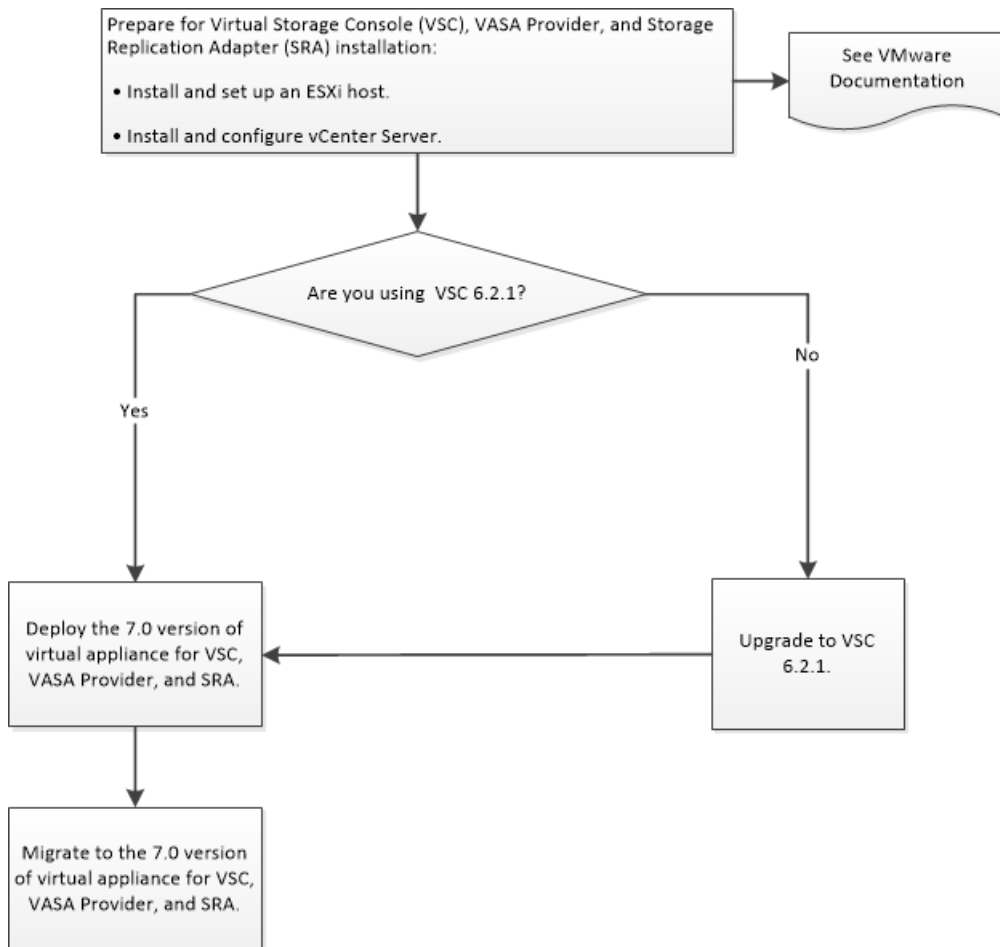 Prepare for Virtual Storage Console (VSC), VASA Provider, and Storage
Replication Adapter (SRA) installation:
• Install and set up an ESXi host.
• Install and configure vCenter Server.
See VMware
Documentation
Are you using VSC 6.2.1?
No
Yes
Deploy the 7.0 version of
virtual appliance for VSC,
VASA Provider, and SRA.
Upgrade to VSC
6.2.1.
Migrate to the 7.0 version
of virtual appliance for VSC,
VASA Provider, and SRA.